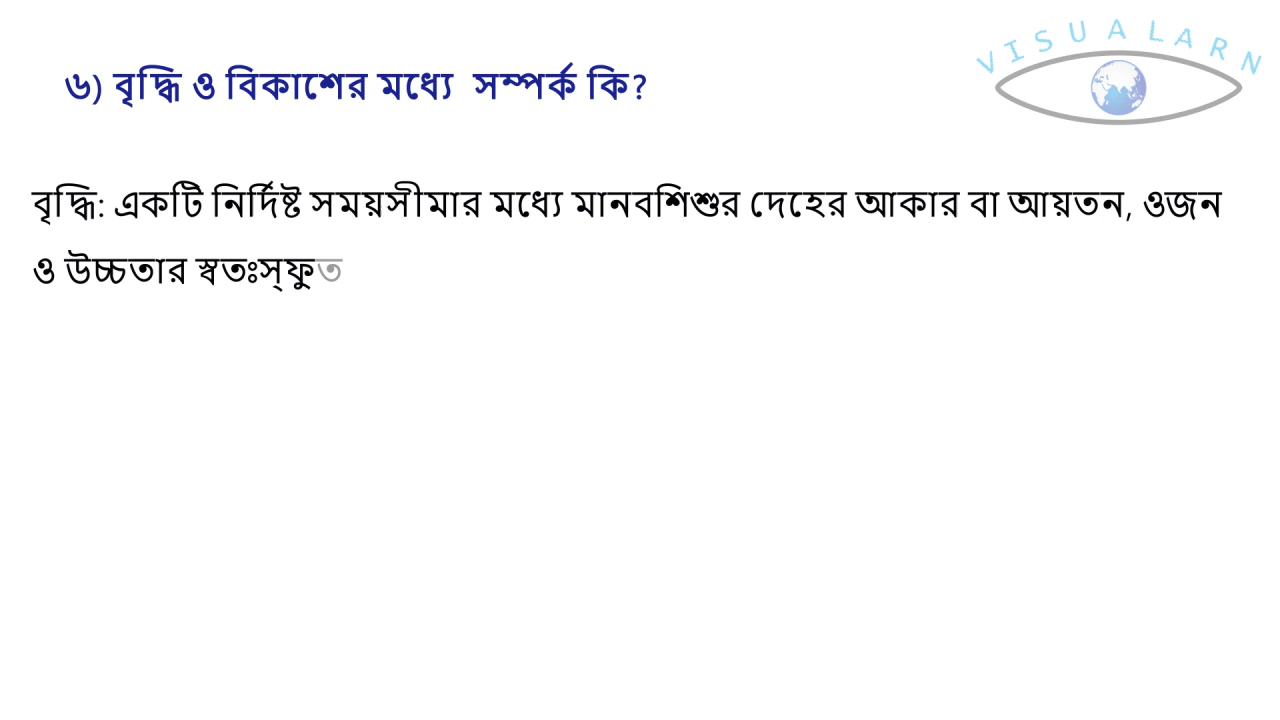 VISUALARN
৬) বৃদ্ধি ও বিকাশের মধ্যে সম্পর্ক কি?
বৃদ্ধি: একটি নির্দিষ্ট সময়সীমার মধ্যে মানবশিশুর দেহের আকার বা আয়তন, ওজন
ও উচ্চতার স্বতঃস্ফুত